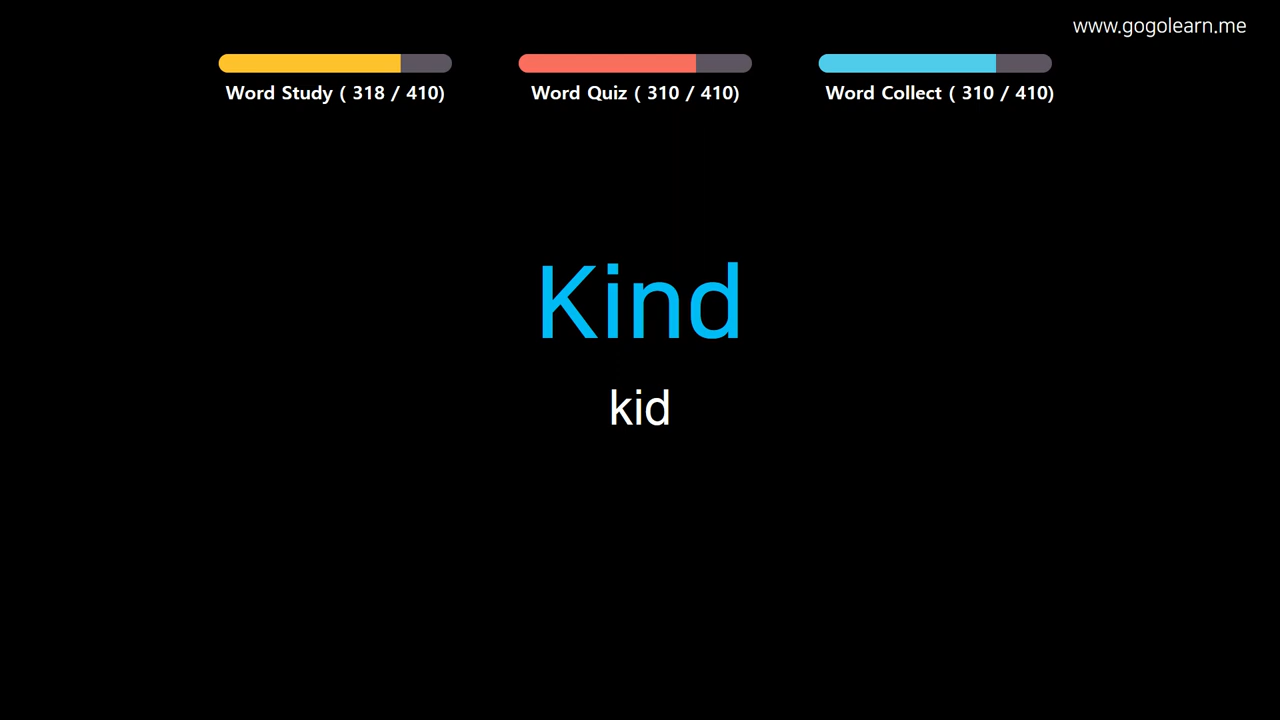 www.gogolearn.me
Word Study ( 318 / 410)
Word Quiz ( 310 / 410)
Word Collect ( 310 / 410)
Kind
kid